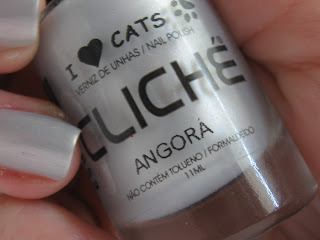 I ♥ CATS
VERNIZ DE UNHAS / NAIL POLISH
CLICHÉ
ANGORÁ
NÃO CONTÉM TOLUENO / FORMALDEÍDO
11ML